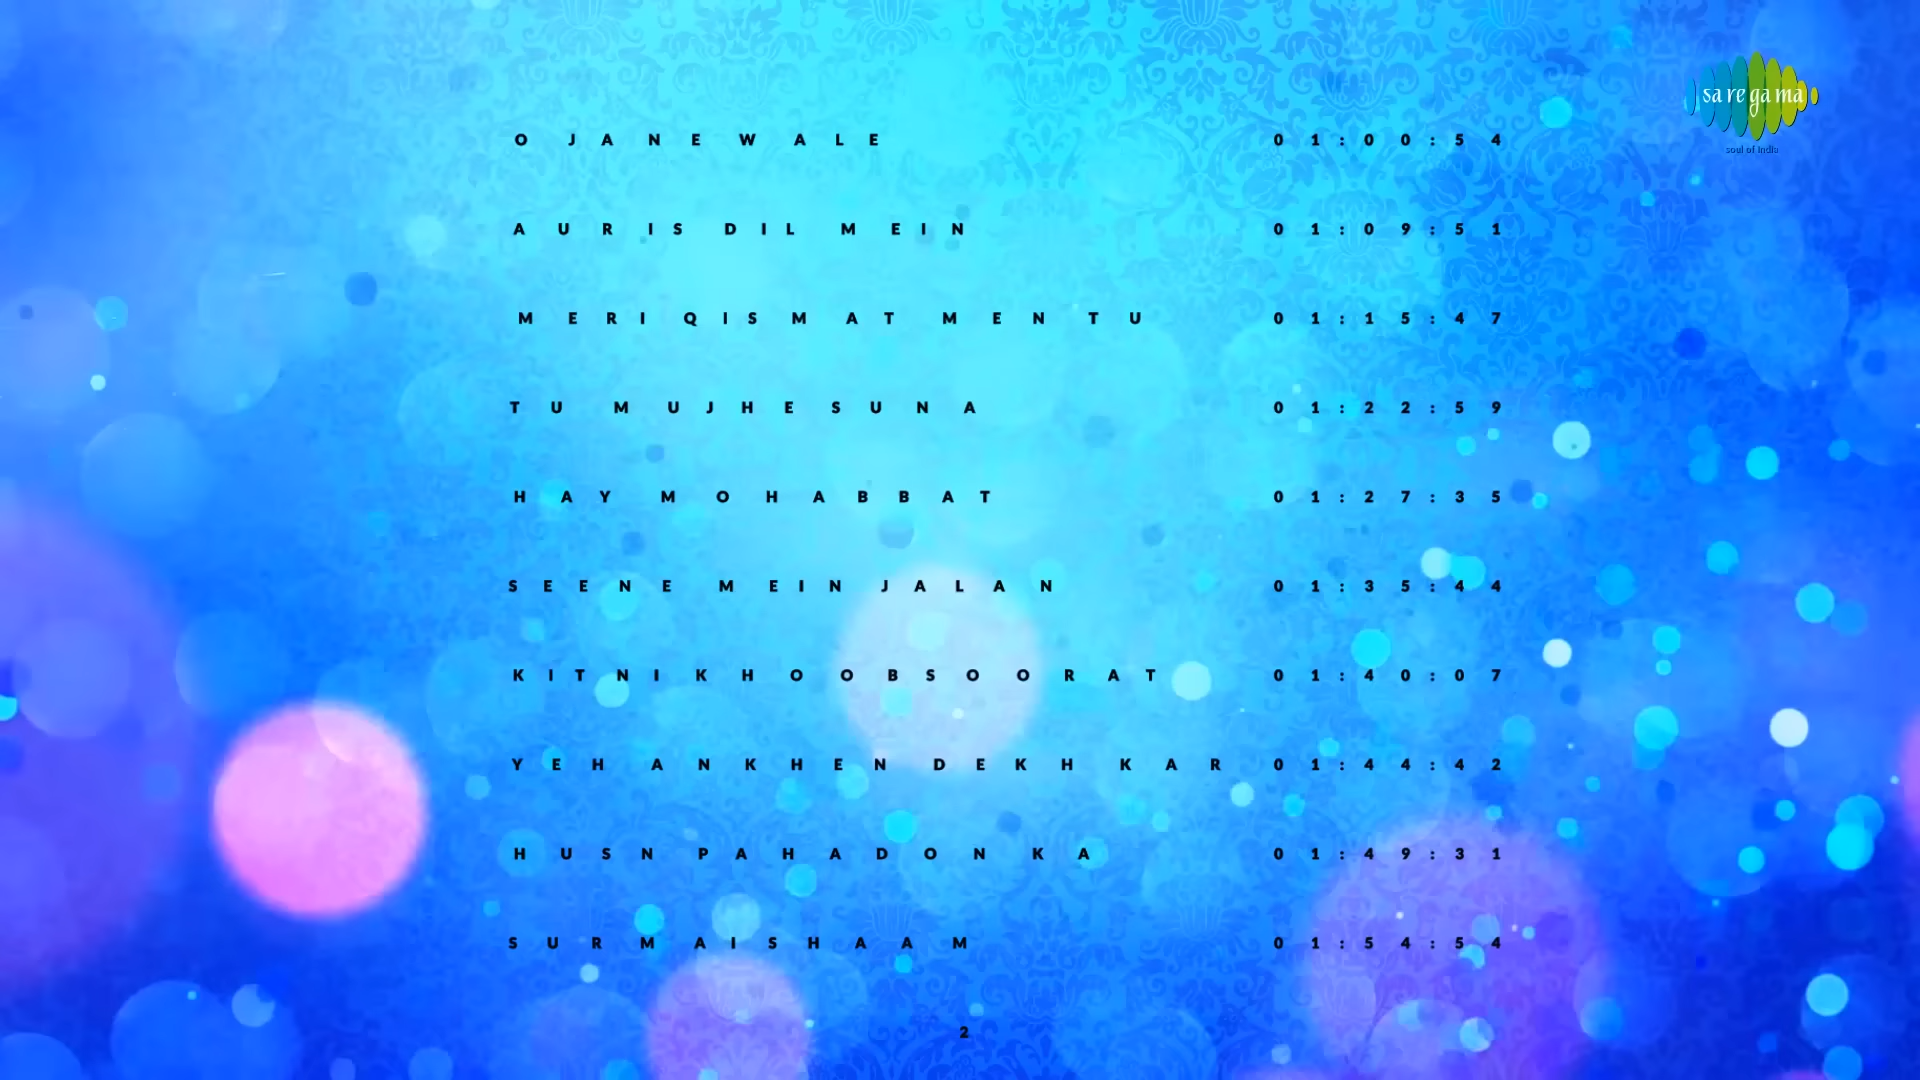 sa re ga ma
soul of India
O JANE WALE 01:00:54
AUR IS DIL MEIN 01:09:51
MERI QISMAT MEN TU 01:15:47
TU MUJHE SUNA 01:22:59
HAY MOHABBAT 01:27:35
SEENE MEIN JALAN 01:35:44
KITNI KHOOBSOORAT 01:40:07
YEH ANKHEN DEKH KAR 01:44:42
HUSN PAHADON KA 01:49:31
SURMAI SHAAM 01:54:54
2